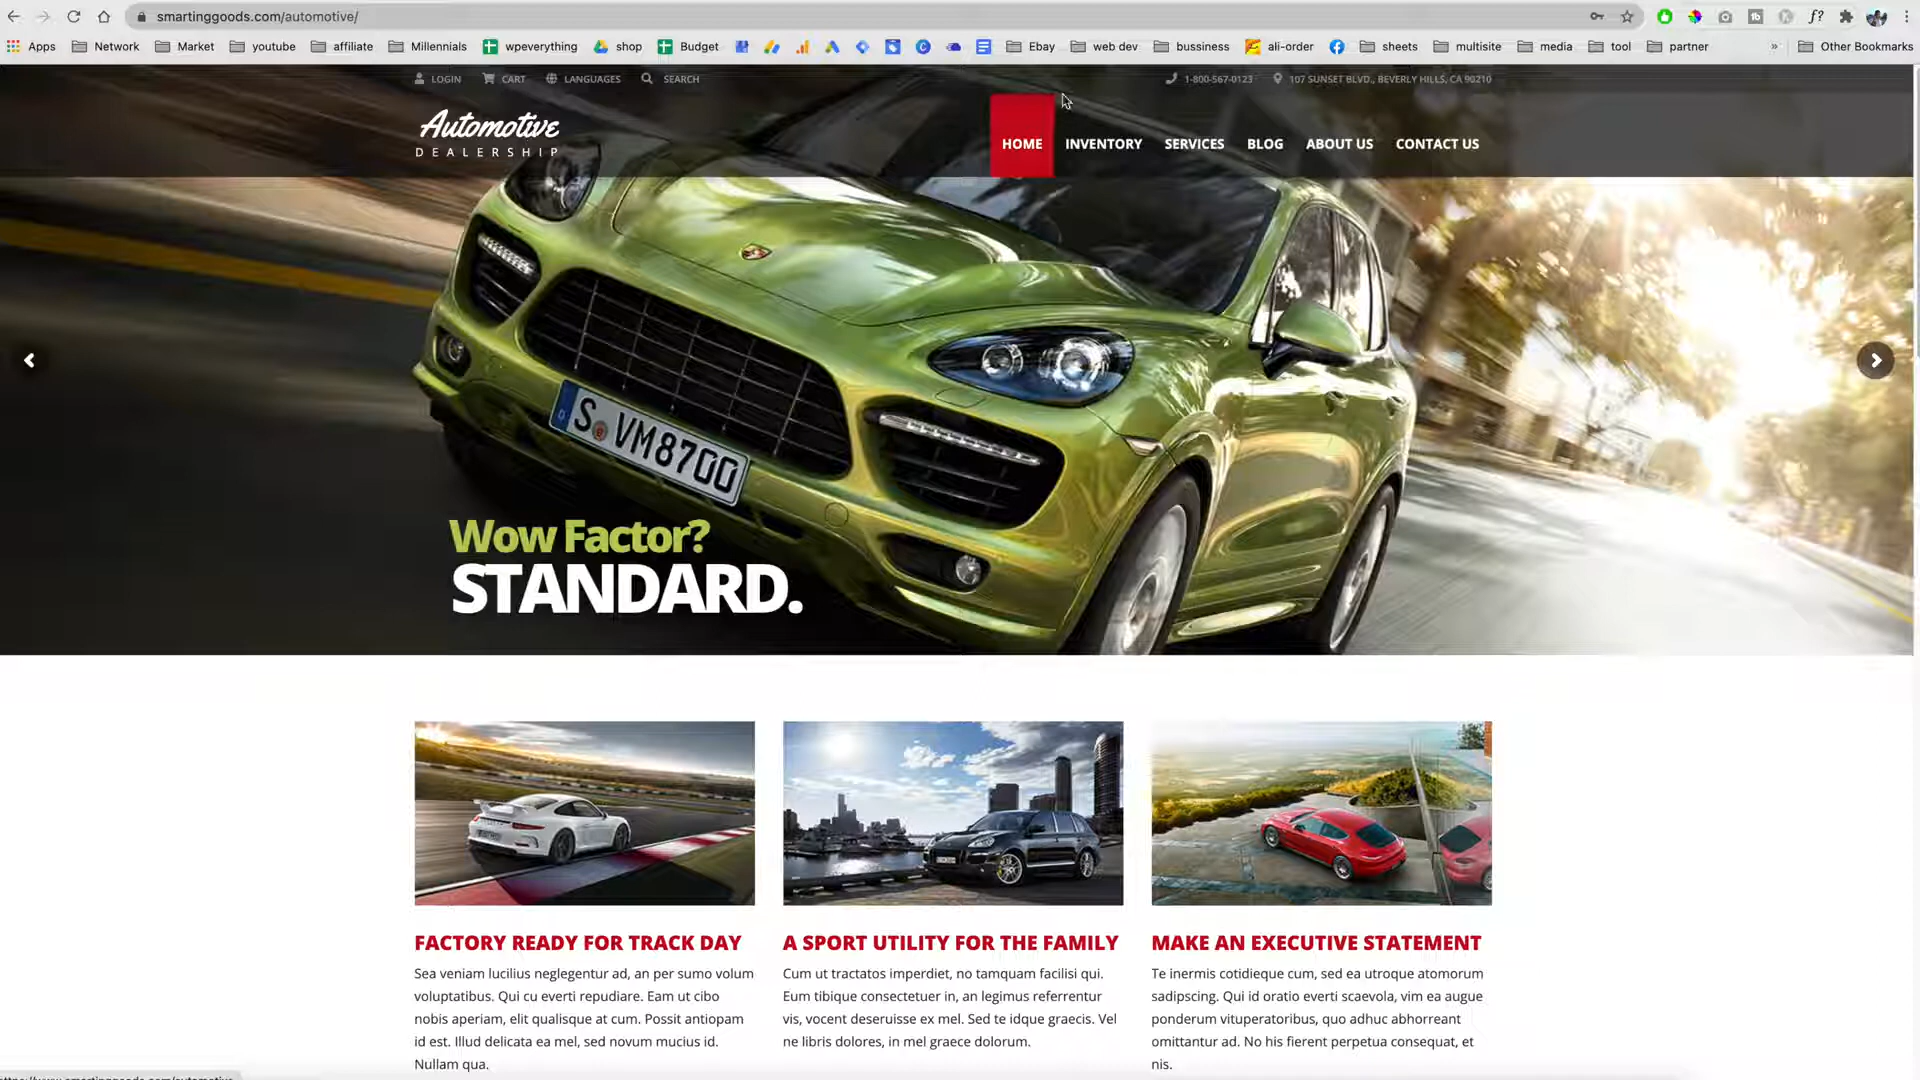 smartinggoods.com/automotive/
Apps Network Market youtube affiliate Millennials wpeverything shop Budget Ebay web dev bussiness ali-order sheets multisite media tool partner » Other Bookmarks
LOGIN CART LANGUAGES SEARCH 1-800-567-0123 107 SUNSET BLVD., BEVERLY HILLS, CA 90210
Automotive
DEALERSHIP
HOME INVENTORY SERVICES BLOG ABOUT US CONTACT US
S VM8700
Wow Factor?
STANDARD.
FACTORY READY FOR TRACK DAY
Sea veniam lucilius neglegentur ad, an per sumo volum
voluptatibus. Qui cu everti repudiare. Eam ut cibo
nobis aperiam, elit qualisque at cum. Possit antiopam
id est. Illud delicata ea mel, sed novum mucius id.
Nullam qua.
A SPORT UTILITY FOR THE FAMILY
Cum ut tractatos imperdiet, no tamquam facilisi qui.
Eum tibique consectetuer in, an legimus referrentur
vis, vocent deseruisse ex mel. Sed te idque graecis. Vel
ne libris dolores, in mel graece dolorum.
MAKE AN EXECUTIVE STATEMENT
Te inermis cotidieque cum, sed ea utroque atomorum
sadipscing. Qui id oratio everti scaevola, vim ea augue
ponderum vituperatoribus, quo adhuc abhorreant
omittantur ad. No his fierent perpetua consequat, et
nis.